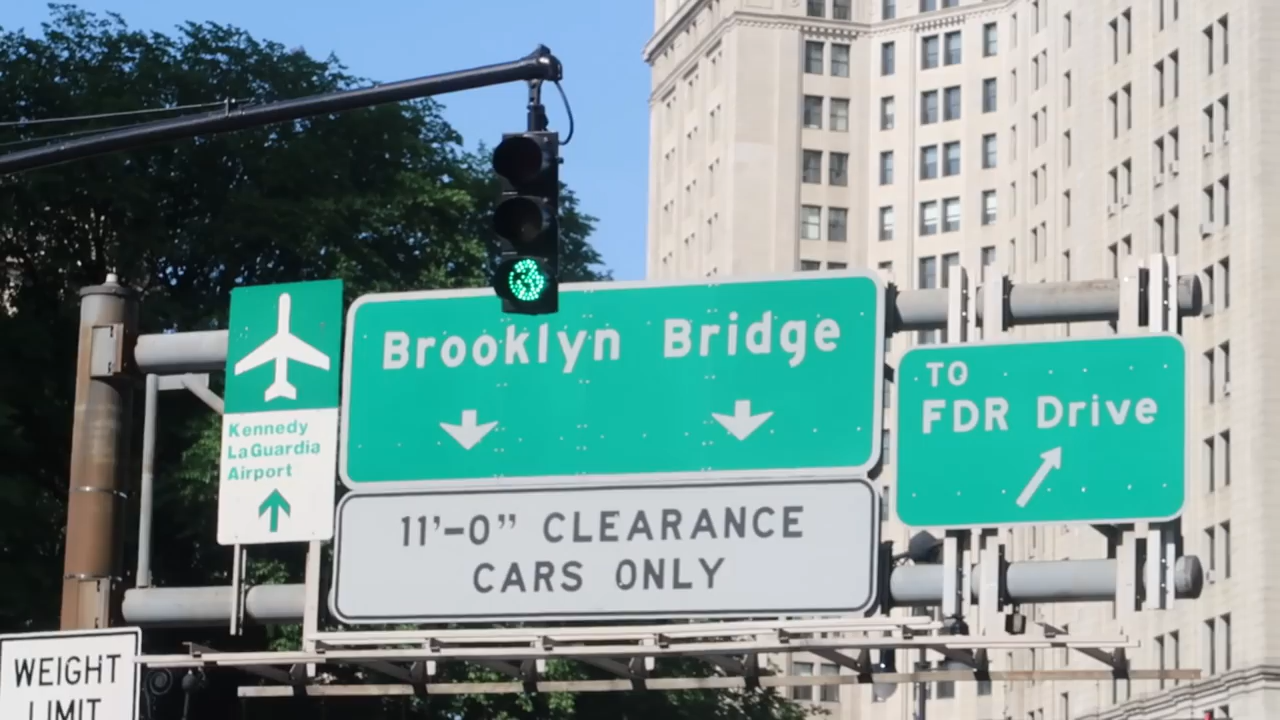 Brooklyn Bridge
Kennedy
LaGuardia
Airport
TO
FDR Drive
11'-0" CLEARANCE
CARS ONLY
WEIGHT
LIMIT